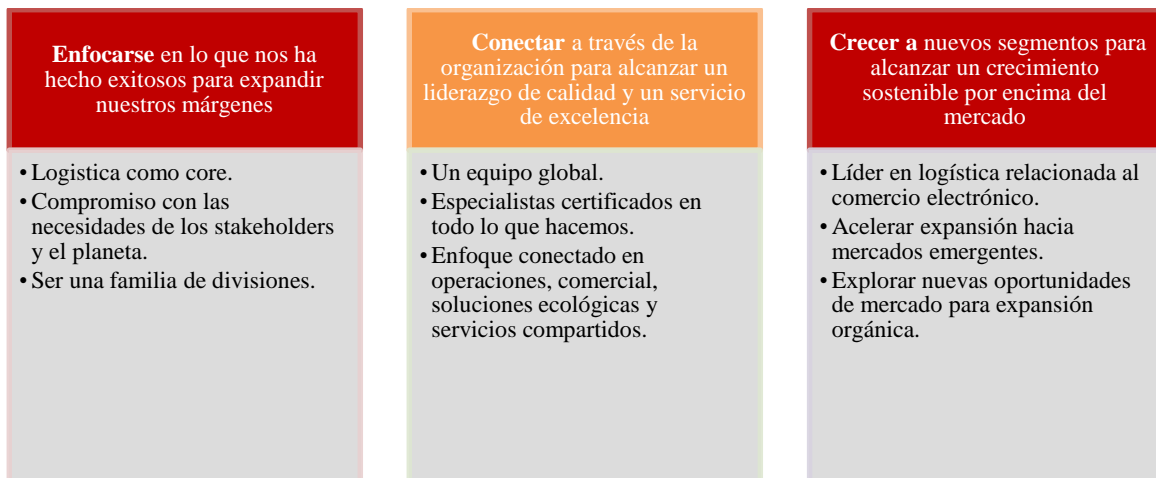 Enfocarse en lo que nos ha
hecho exitosos para expandir
nuestros márgenes
• Logistica como core.
• Compromiso con las
necesidades de los stakeholders
y el planeta.
• Ser una familia de divisiones.
Conectar a través de la
organización para alcanzar un
liderazgo de calidad y un servicio
de excelencia
• Un equipo global.
• Especialistas certificados en
todo lo que hacemos.
• Enfoque conectado en
operaciones, comercial,
soluciones ecológicas y
servicios compartidos.
Crecer a nuevos segmentos para
alcanzar un crecimiento
sostenible por encima del
mercado
• Líder en logística relacionada al
comercio electrónico.
• Acelerar expansión hacia
mercados emergentes.
• Explorar nuevas oportunidades
de mercado para expansión
orgánica.